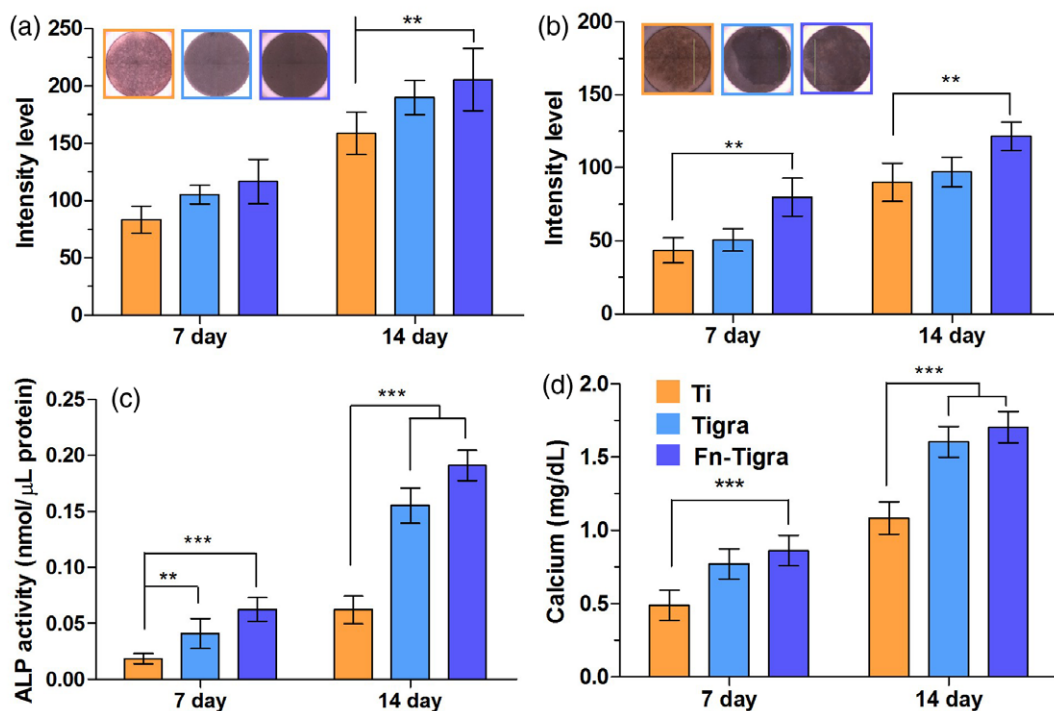 (a)
Intensity level
250
200
150
100
50
0
**
7 day
14 day
(b)
Intensity level
200
150
100
50
0
**
**
7 day
14 day
(c)
ALP activity (nmol/μL protein)
0.25
0.20
0.15
0.10
0.05
0.00
***
**
***
7 day
14 day
(d)
Calcium (mg/dL)
2.0
1.5
1.0
0.5
0.0
Ti
Tigra
Fn-Tigra
***
***
7 day
14 day